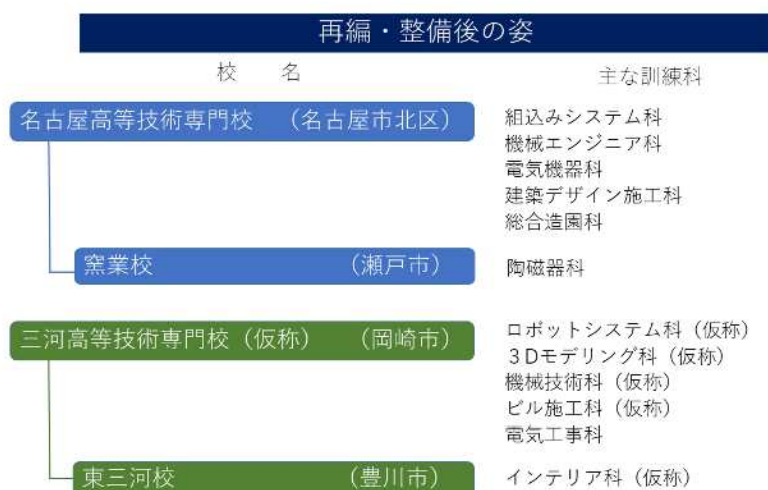 再編・整備後の姿
校　名　主な訓練科
名古屋高等技術専門校　（名古屋市北区）　組込みシステム科
機械エンジニア科
電気機器科
建築デザイン施工科
総合造園科
窯業校　（瀬戸市）　陶磁器科
三河高等技術専門校（仮称）　（岡崎市）　ロボットシステム科（仮称）
３Dモデリング科（仮称）
機械技術科（仮称）
ビル施工科（仮称）
電気工事科
東三河校　（豊川市）　インテリア科（仮称）